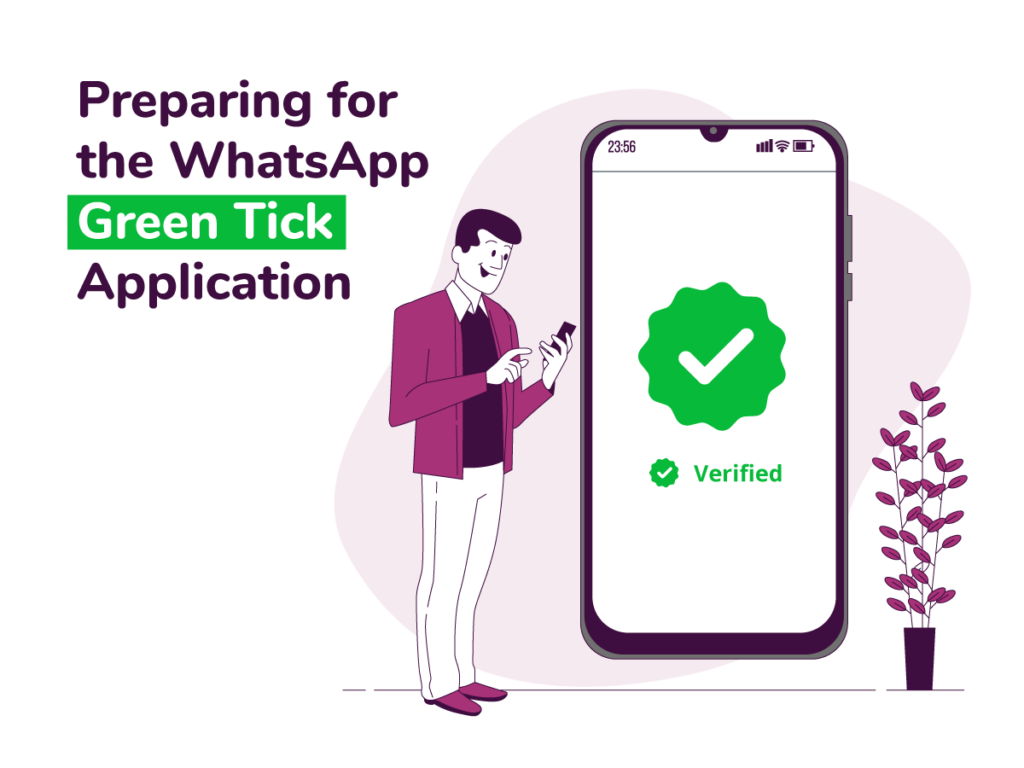 Preparing for
the WhatsApp
Green Tick
Application
23:56
Verified